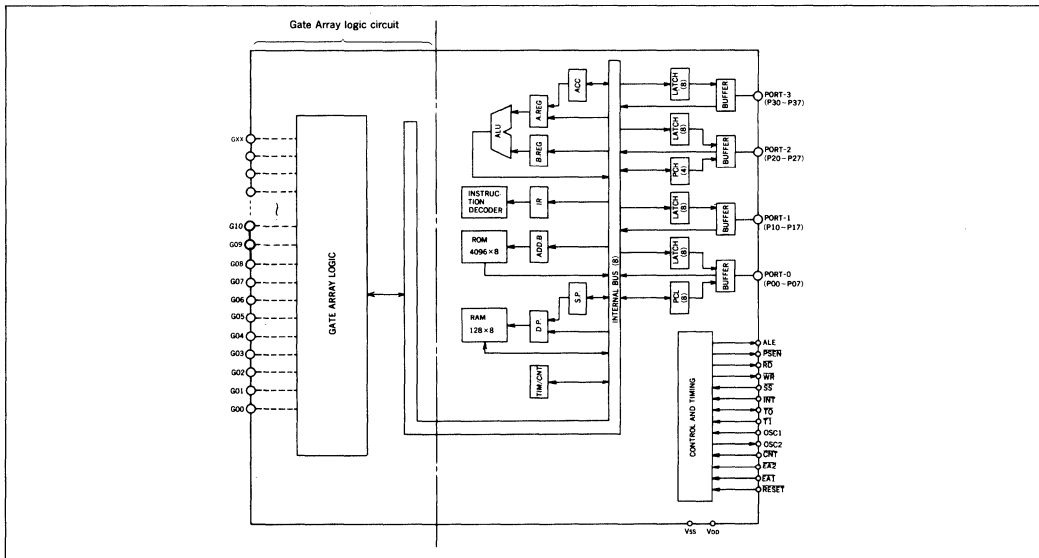 Gate Array logic circuit
GXX
G10
G09
G08
G07
G06
G05
G04
G03
G02
G01
G00
GATE ARRAY LOGIC
ALU
A.REG
B.REG
ACC
INSTRUC-
TION
DECODER
IR
ROM
4096×8
ADD.B
RAM
128×8
D.P.
S.P.
TIM/CNT
INTERNAL BUS (8)
LATCH
(8)
BUFFER
PORT-3
(P30-P37)
LATCH
(8)
PCH
(4)
BUFFER
PORT-2
(P20-P27)
LATCH
(8)
BUFFER
PORT-1
(P10-P17)
LATCH
(8)
PCL
(8)
BUFFER
PORT-0
(P00-P07)
CONTROL AND TIMING
ALE
PSEN
RD
WR
SS
INT
T0
T1
OSC1
OSC2
CNT
EA2
EA1
RESET
VSS
VDD